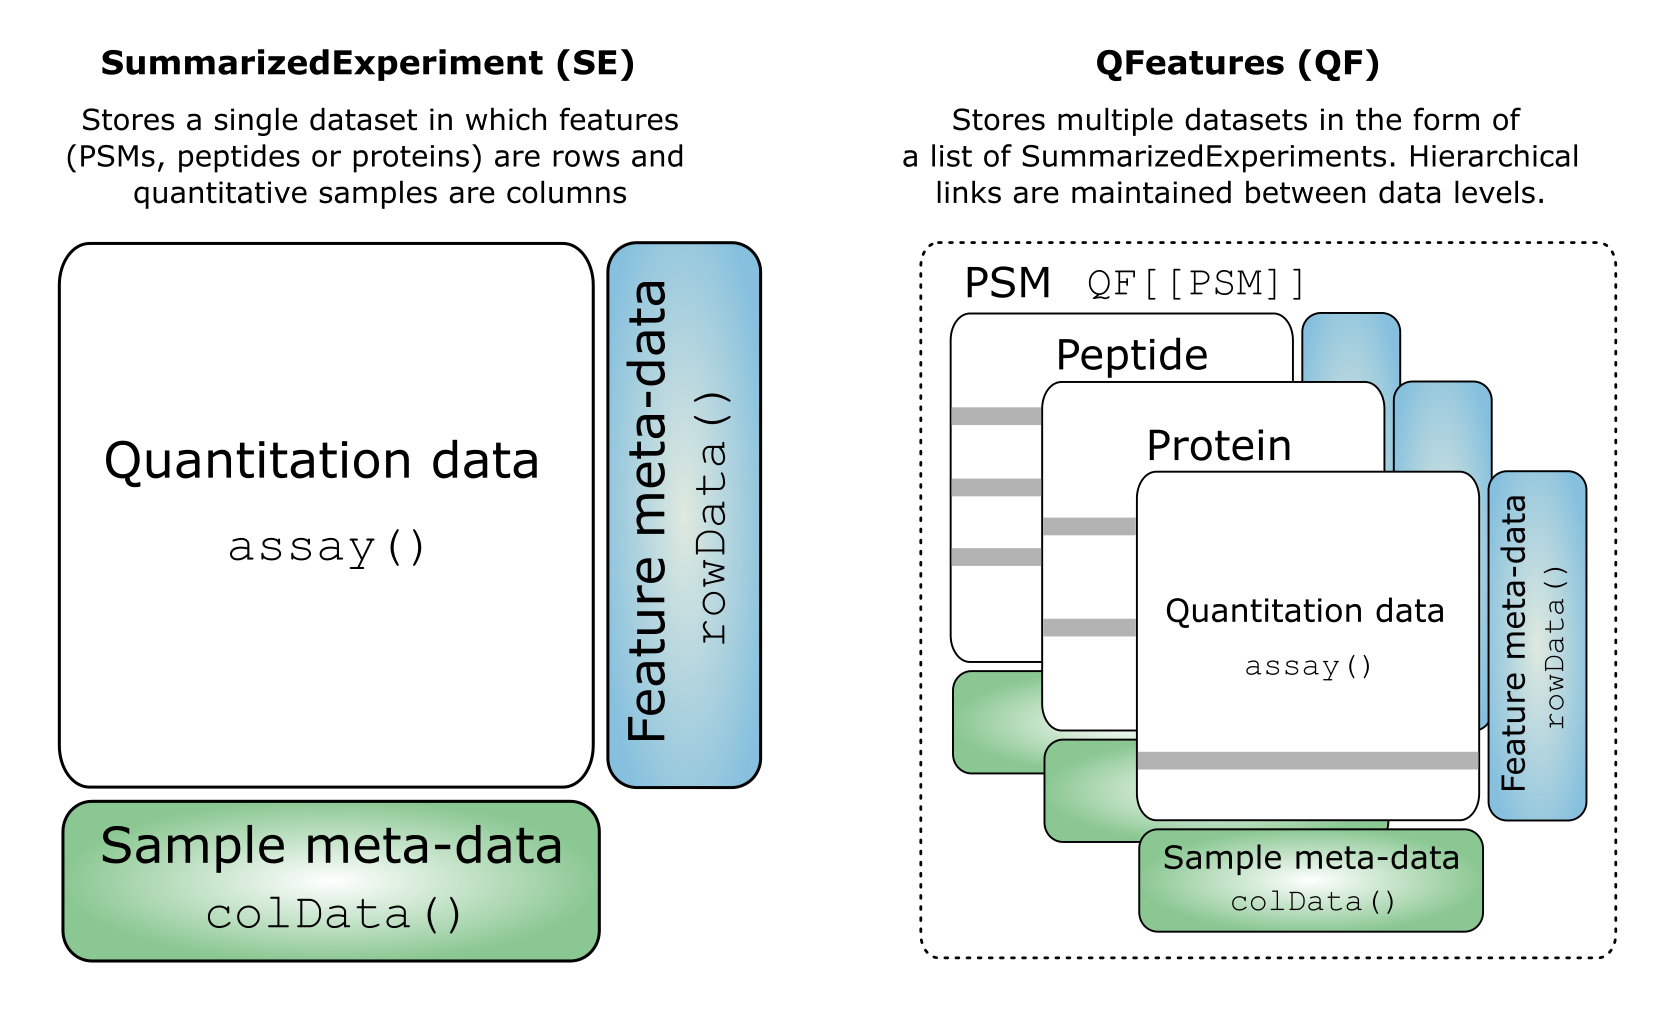 SummarizedExperiment (SE)
Stores a single dataset in which features
(PSMs, peptides or proteins) are rows and
quantitative samples are columns
Quantitation data
assay()
Feature meta-data
rowData()
Sample meta-data
colData()
QFeatures (QF)
Stores multiple datasets in the form of
a list of SummarizedExperiments. Hierarchical
links are maintained between data levels.
PSM QF[[PSM]]
Peptide
Protein
Quantitation data
assay()
Feature meta-data
rowData()
Sample meta-data
colData()